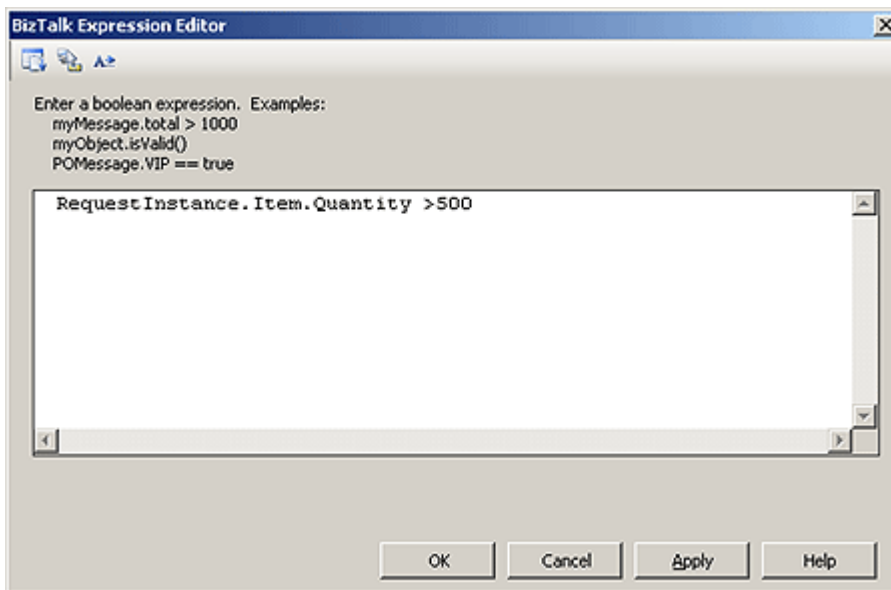 BizTalk Expression Editor
Enter a boolean expression. Examples:
myMessage.total > 1000
myObject.isValid()
POMessage.VIP == true
RequestInstance.Item.Quantity >500
OK Cancel Apply Help